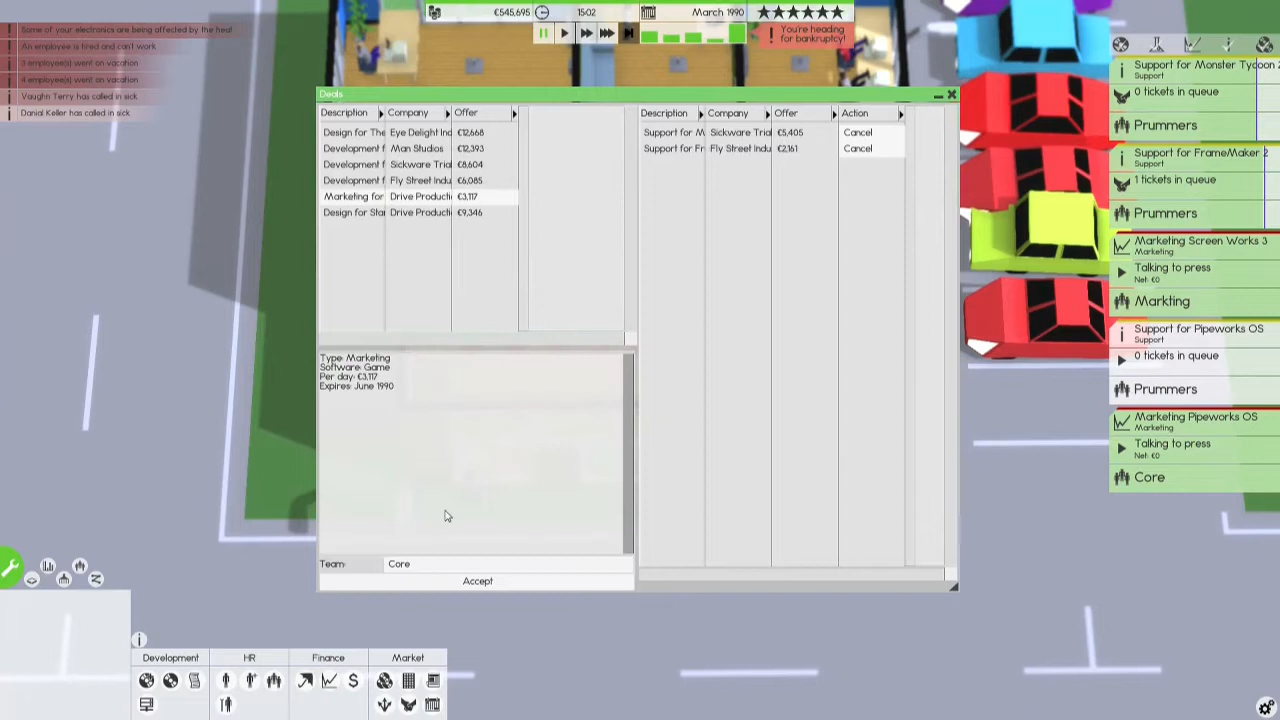 €545,695
15:02
March 1990
You're heading for bankruptcy!
Some of your electronics are being affected by the heat
An employee is tired and can't work
3 employee(s) went on vacation
4 employee(s) went on vacation
Vaughn Terry has called in sick
Danial Keller has called in sick
Deals
Description Company Offer
Design for The Eye Delight Ind €12,668
Development f Man Studios €12,393
Development f Sickware Trial €8,604
Development f Fly Street Indu €6,085
Marketing for Drive Producti €3,117
Design for Sta Drive Producti €9,346
Type: Marketing
Software: Game
Per day: €3,117
Expires: June 1990
Team: Core
Accept
Description Company Offer Action
Support for M Sickware Trial €5,405 Cancel
Support for Fr Fly Street Indu €2,161 Cancel
Support for Monster Tycoon 2
Support
0 tickets in queue
Prummers
Support for FrameMaker 2
Support
1 tickets in queue
Prummers
Marketing Screen Works 3
Marketing
Talking to press
Net: €0
Markting
Support for Pipeworks OS
Support
0 tickets in queue
Prummers
Marketing Pipeworks OS
Marketing
Talking to press
Net: €0
Core
Development HR Finance Market